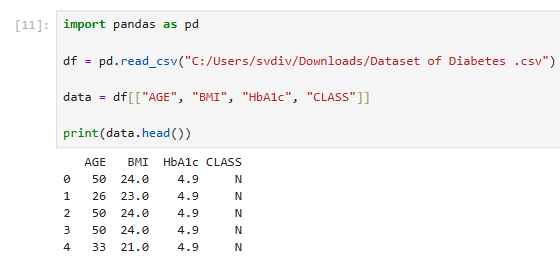 [11]: import pandas as pd
df = pd.read_csv("C:/Users/svdiv/Downloads/Dataset of Diabetes .csv")
data = df[["AGE", "BMI", "HbA1c", "CLASS"]]
print(data.head())
AGE BMI HbA1c CLASS
0 50 24.0 4.9 N
1 26 23.0 4.9 N
2 50 24.0 4.9 N
3 50 24.0 4.9 N
4 33 21.0 4.9 N